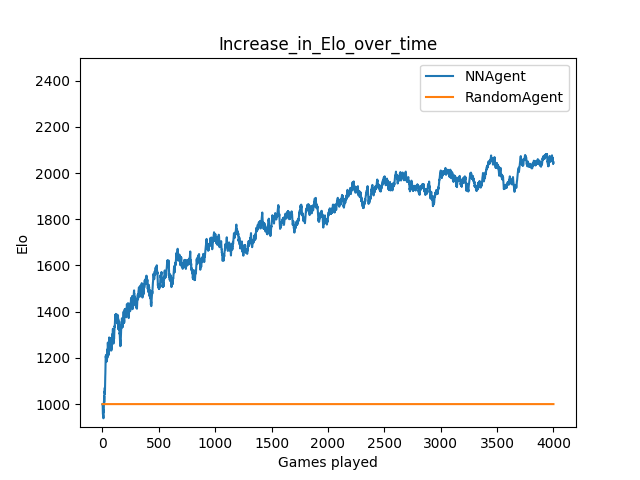 Increase_in_Elo_over_time
NNAgent
RandomAgent
2400
2200
2000
1800
1600
1400
1200
1000
Elo
0 500 1000 1500 2000 2500 3000 3500 4000
Games played